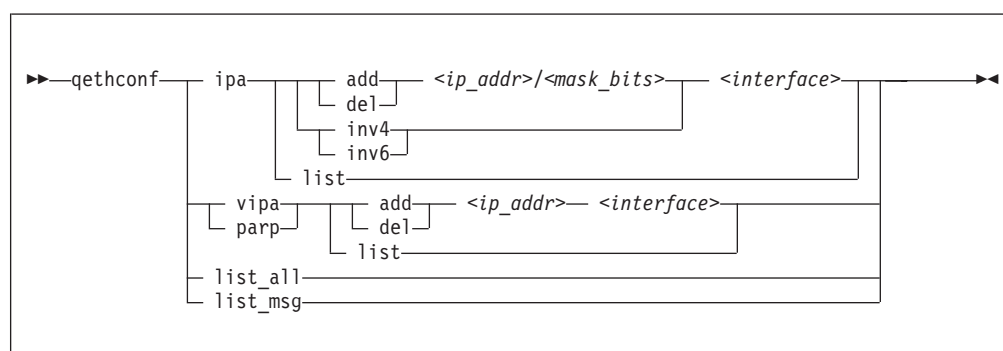 qethconf ipa add <ip_addr>/<mask_bits> <interface>
del
inv4
inv6
list
vipa add <ip_addr> <interface>
parp del
list
list_all
list_msg